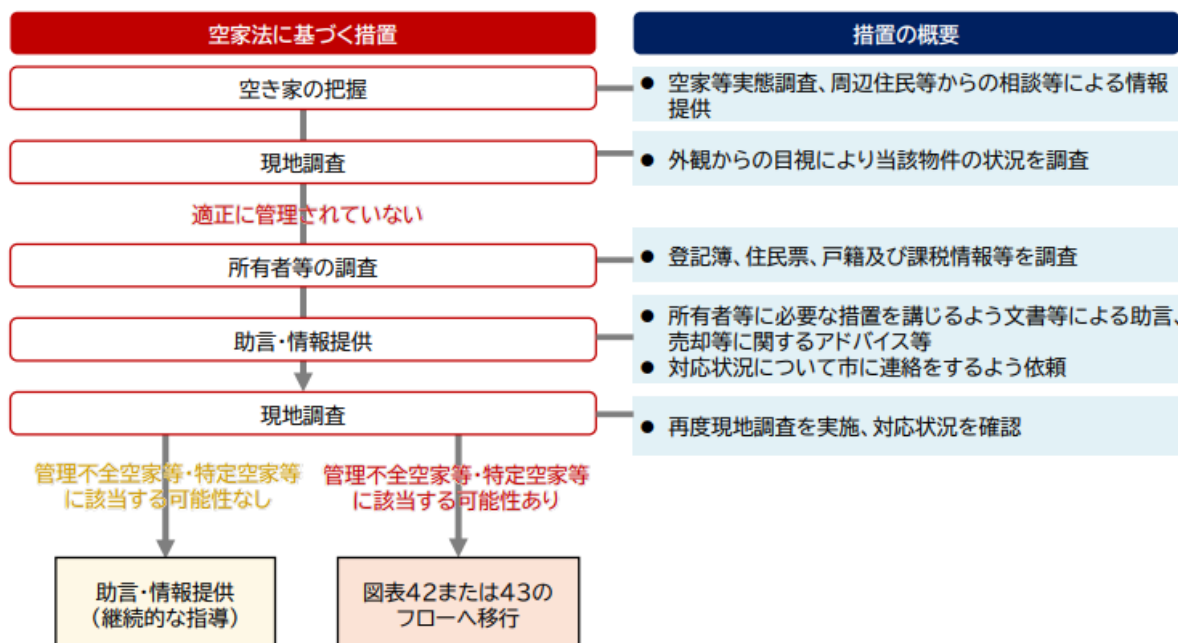 空家法に基づく措置
措置の概要
空き家の把握
● 空家等実態調査、周辺住民等からの相談等による情報
提供
現地調査
● 外観からの目視により当該物件の状況を調査
適正に管理されていない
所有者等の調査
● 登記簿、住民票、戸籍及び課税情報等を調査
助言・情報提供
● 所有者等に必要な措置を講じるよう文書等による助言、
売却等に関するアドバイス等
● 対応状況について市に連絡をするよう依頼
現地調査
● 再度現地調査を実施、対応状況を確認
管理不全空家等・特定空家等
に該当する可能性なし
管理不全空家等・特定空家等
に該当する可能性あり
助言・情報提供
（継続的な指導）
図表42または43の
フローへ移行